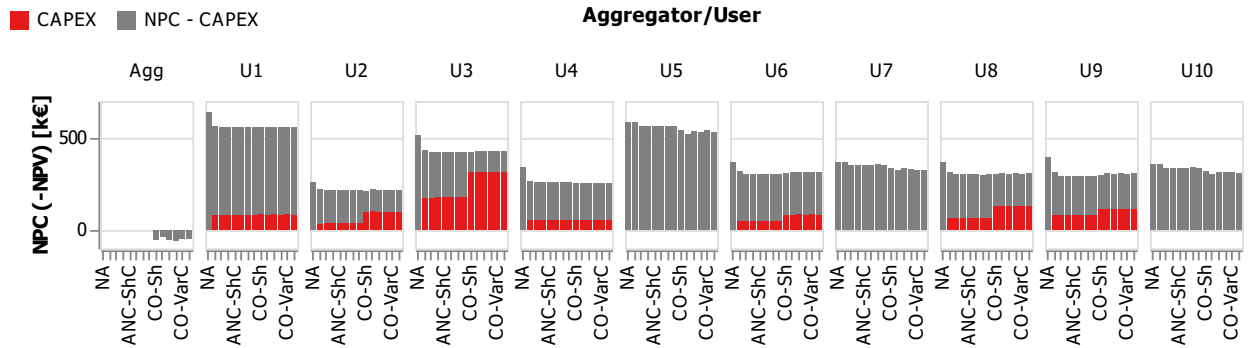 Aggregator/User
CAPEX NPC - CAPEX
Agg U1 U2 U3 U4 U5 U6 U7 U8 U9 U10
NPC (-NPV) [k€]
500
0
NA ANC-ShC CO-Sh CO-VarC
NA ANC-ShC CO-Sh CO-VarC
NA ANC-ShC CO-Sh CO-VarC
NA ANC-ShC CO-Sh CO-VarC
NA ANC-ShC CO-Sh CO-VarC
NA ANC-ShC CO-Sh CO-VarC
NA ANC-ShC CO-Sh CO-VarC
NA ANC-ShC CO-Sh CO-VarC
NA ANC-ShC CO-Sh CO-VarC
NA ANC-ShC CO-Sh CO-VarC
NA ANC-ShC CO-Sh CO-VarC